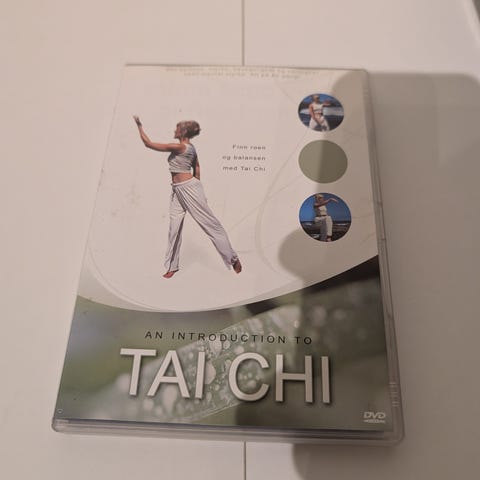 Finn roen
og balansen
med Tai Chi
AN INTRODUCTION TO
TAI CHI
DVD